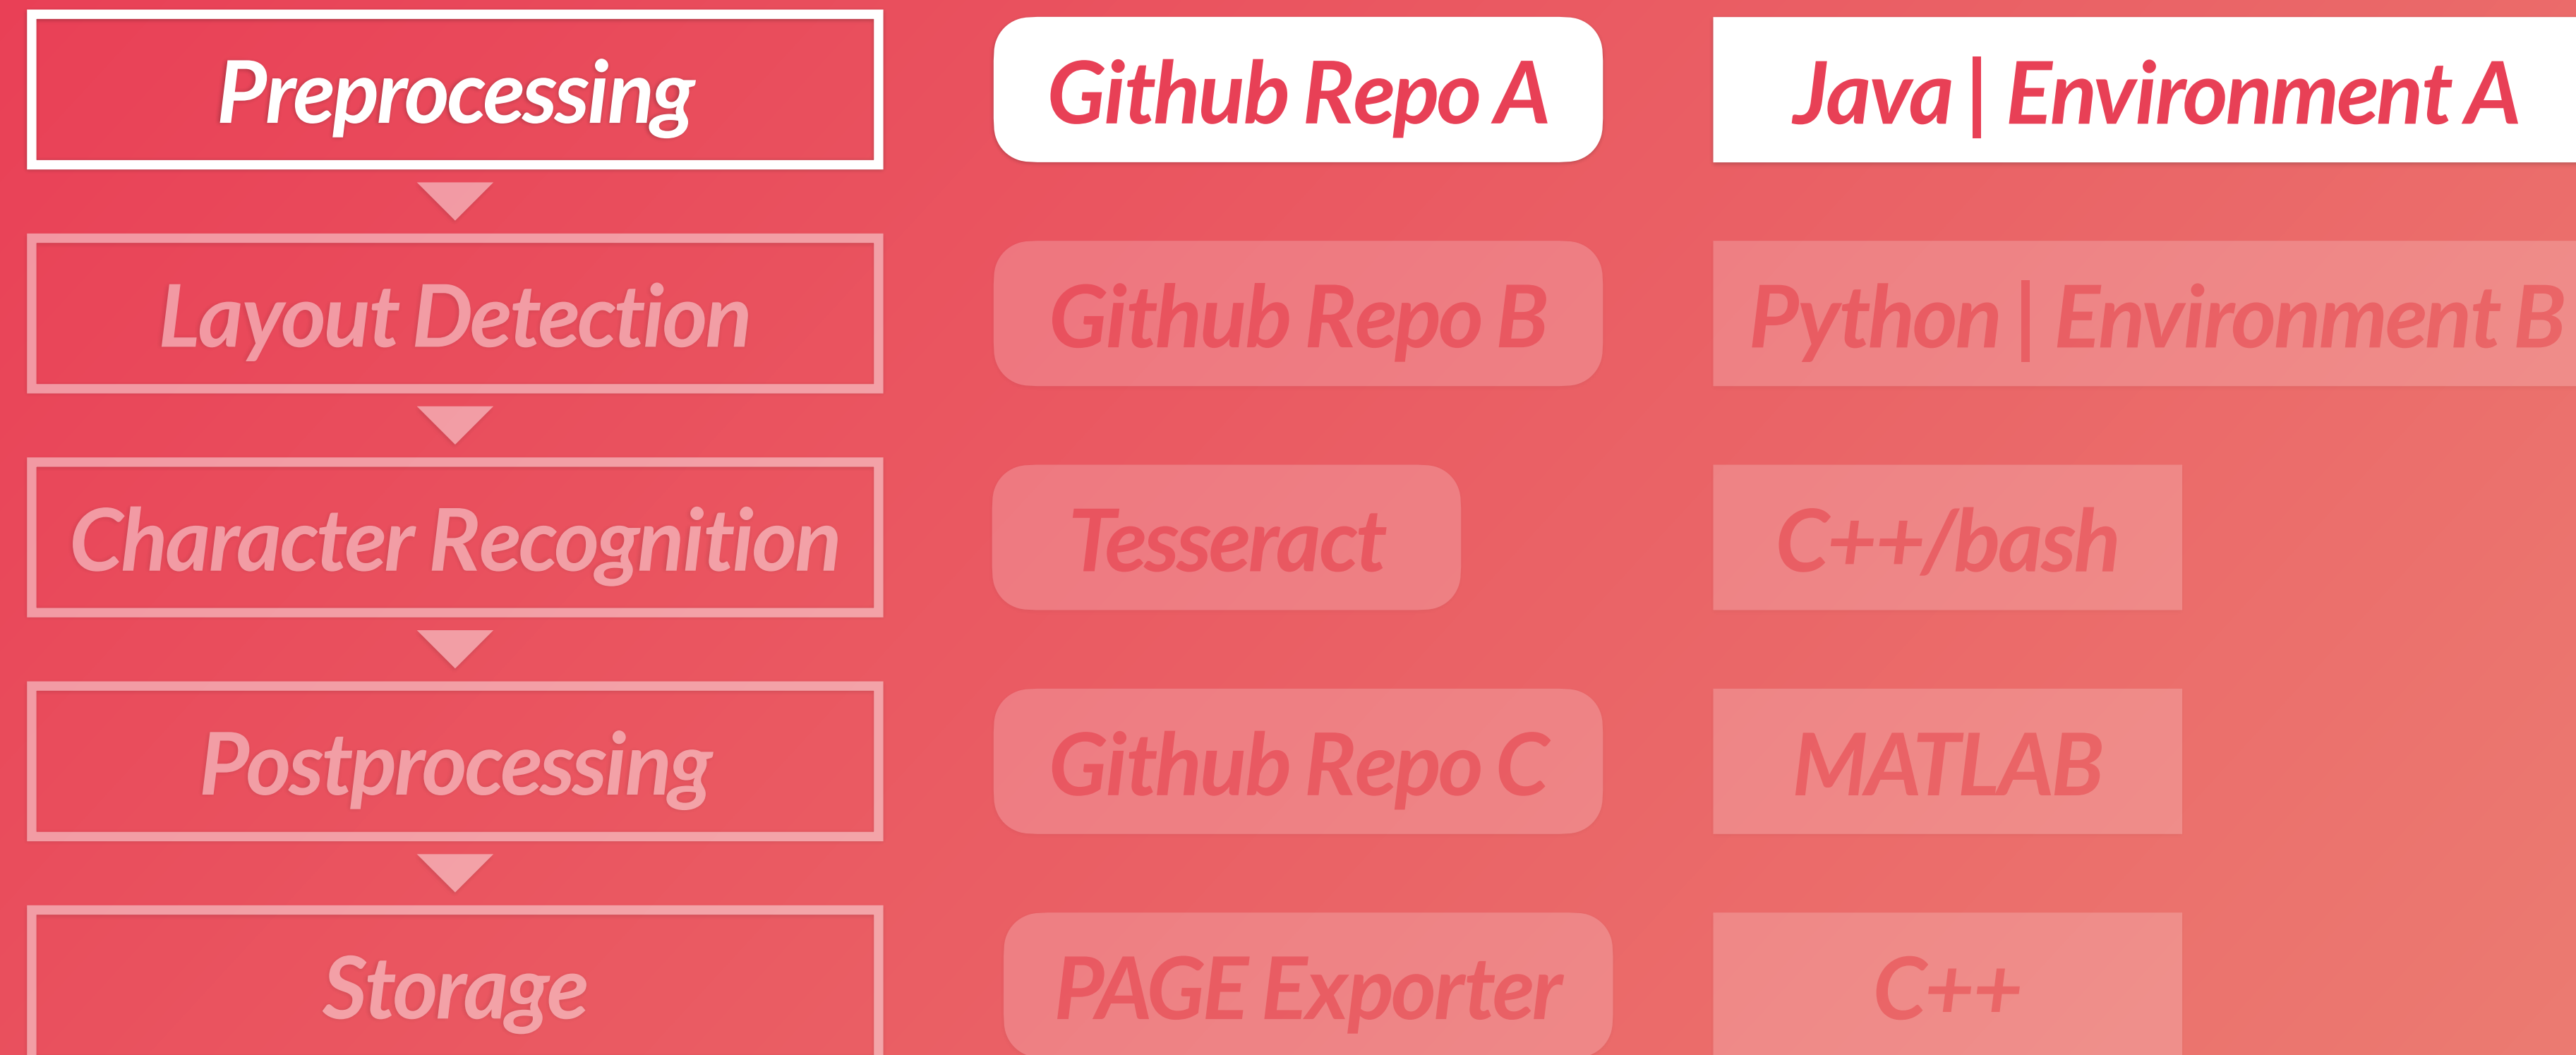 Preprocessing
Github Repo A
Java | Environment A
Layout Detection
Github Repo B
Python | Environment B
Character Recognition
Tesseract
C++/bash
Postprocessing
Github Repo C
MATLAB
Storage
PAGE Exporter
C++